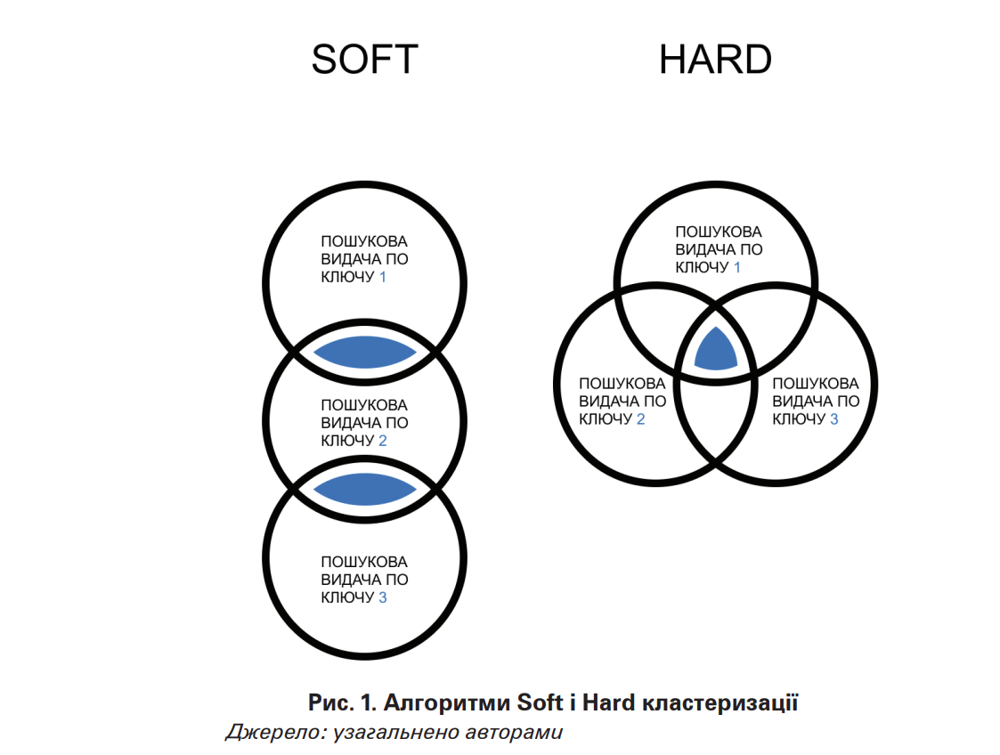 SOFT
HARD
ПОШУКОВА
ВИДАЧА ПО
КЛЮЧУ 1
ПОШУКОВА
ВИДАЧА ПО
КЛЮЧУ 2
ПОШУКОВА
ВИДАЧА ПО
КЛЮЧУ 3
ПОШУКОВА
ВИДАЧА ПО
КЛЮЧУ 1
ПОШУКОВА
ВИДАЧА ПО
КЛЮЧУ 2
ПОШУКОВА
ВИДАЧА ПО
КЛЮЧУ 3
Рис. 1. Алгоритми Soft і Hard кластеризації
Джерело: узагальнено авторами